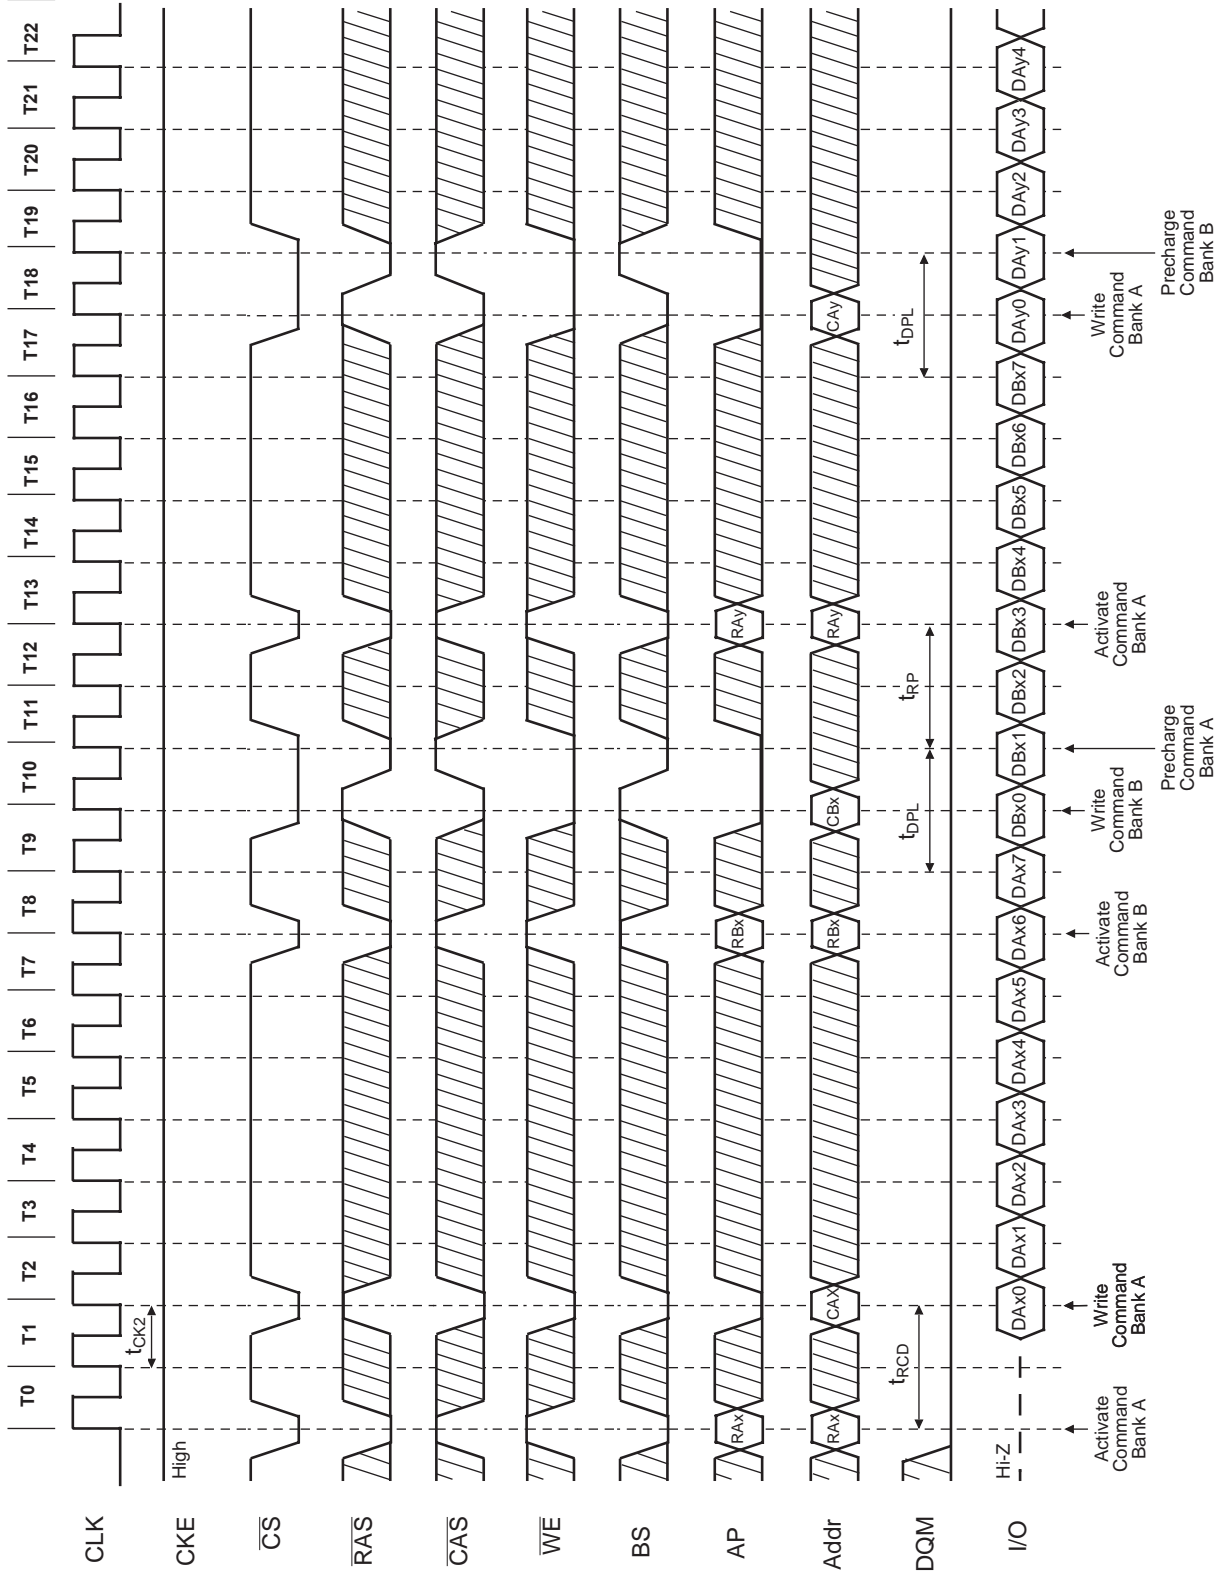 T0 T1 T2 T3 T4 T5 T6 T7 T8 T9 T10 T11 T12 T13 T14 T15 T16 T17 T18 T19 T20 T21 T22
CLK
tCK2
CKE
High
CS
RAS
CAS
WE
BS
AP
RAx RBx RAy
Addr
RAx CAX RBx CBx RAy CAy
DQM
tRCD tDPL tRP tDPL
I/O
Hi-Z DAx0 DAx1 DAx2 DAx3 DAx4 DAx5 DAx6 DAx7 DBx0 DBx1 DBx2 DBx3 DBx4 DBx5 DBx6 DBx7 DAy0 DAy1 DAy2 DAy3 DAy4
Activate
Command
Bank A
Write
Command
Bank A
Activate
Command
Bank B
Write
Command
Bank B
Precharge
Command
Bank A
Activate
Command
Bank A
Write
Command
Bank A
Precharge
Command
Bank B